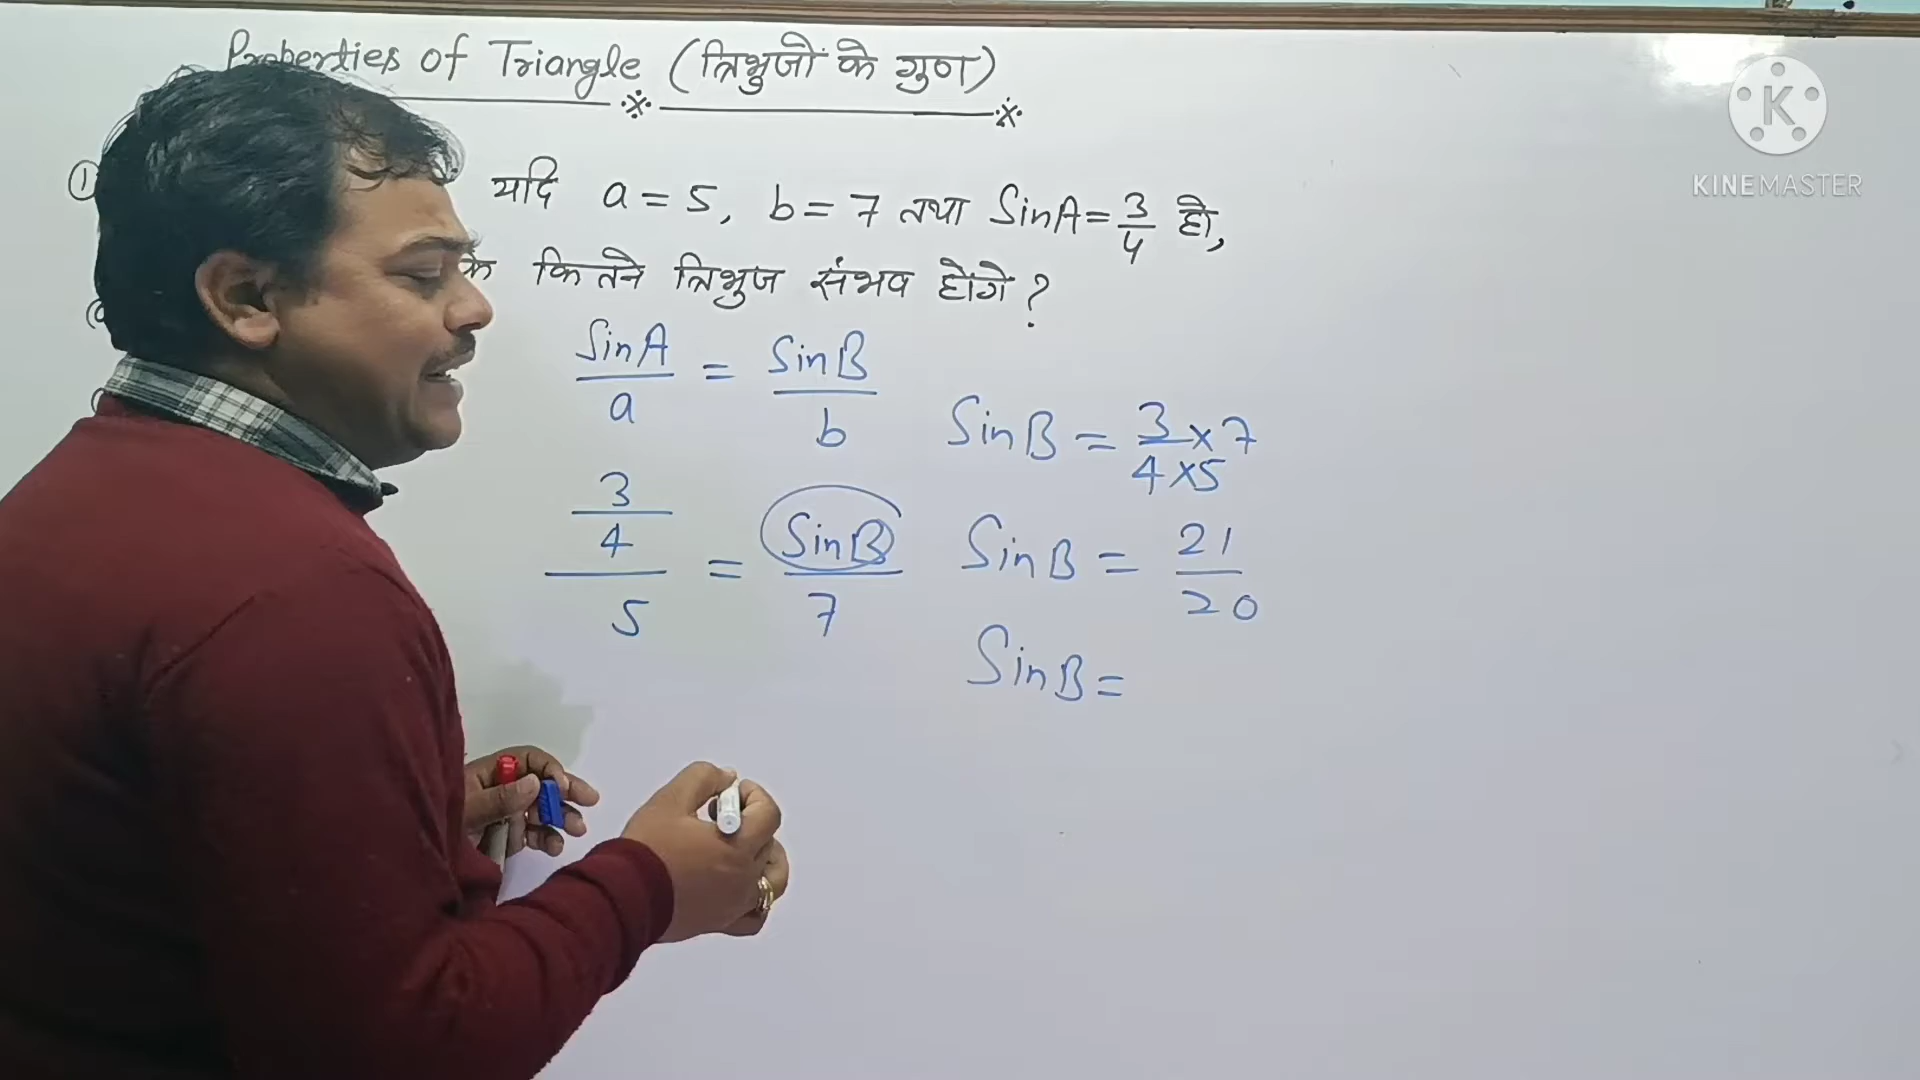 Properties of Triangle (त्रिभुजों के गुण)
① यदि a = 5, b = 7 तथा SinA = 3/4 हो,
के कितने त्रिभुज संभव होंगे ?
SinA/a = SinB/b
SinB = 3 × 7 / 4 × 5
3/4 / 5 = SinB / 7
SinB = 21/20
SinB =
KINEMASTER